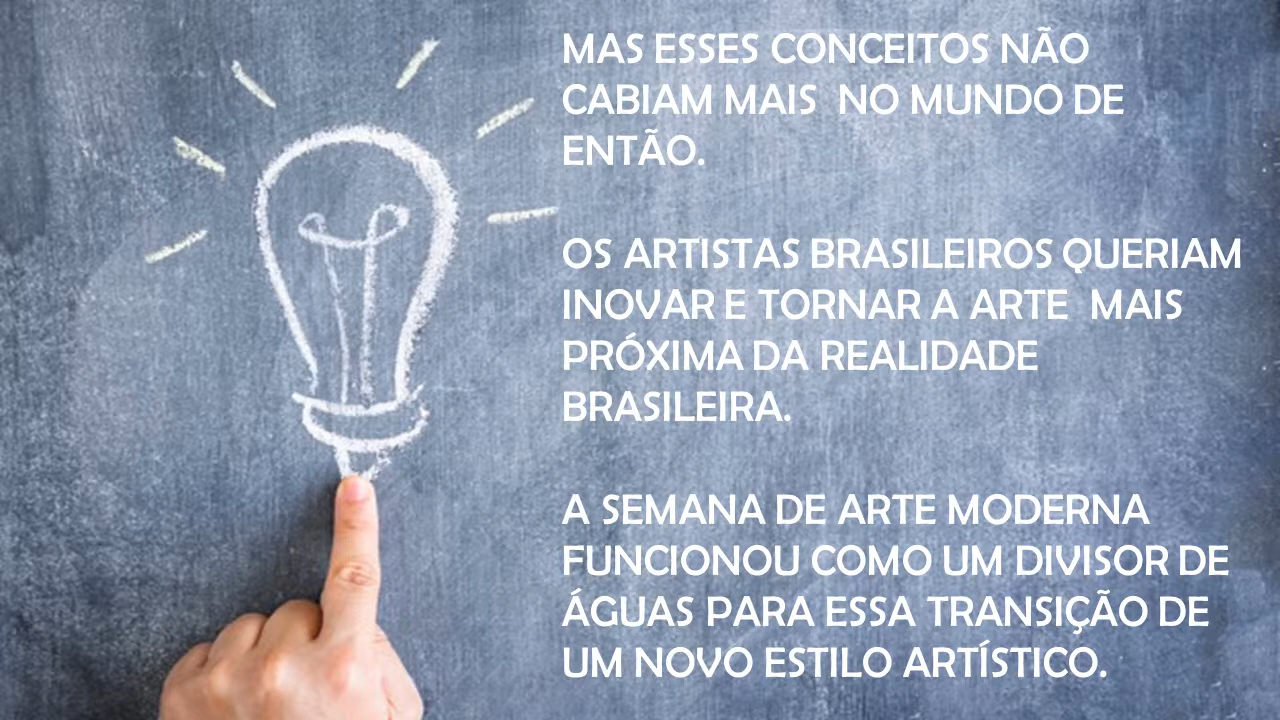 MAS ESSES CONCEITOS NÃO
CABIAM MAIS  NO MUNDO DE
ENTÃO.
OS ARTISTAS BRASILEIROS QUERIAM
INOVAR E TORNAR A ARTE  MAIS
PRÓXIMA DA REALIDADE
BRASILEIRA.
A SEMANA DE ARTE MODERNA
FUNCIONOU COMO UM DIVISOR DE
ÁGUAS PARA ESSA TRANSIÇÃO DE
UM NOVO ESTILO ARTÍSTICO.